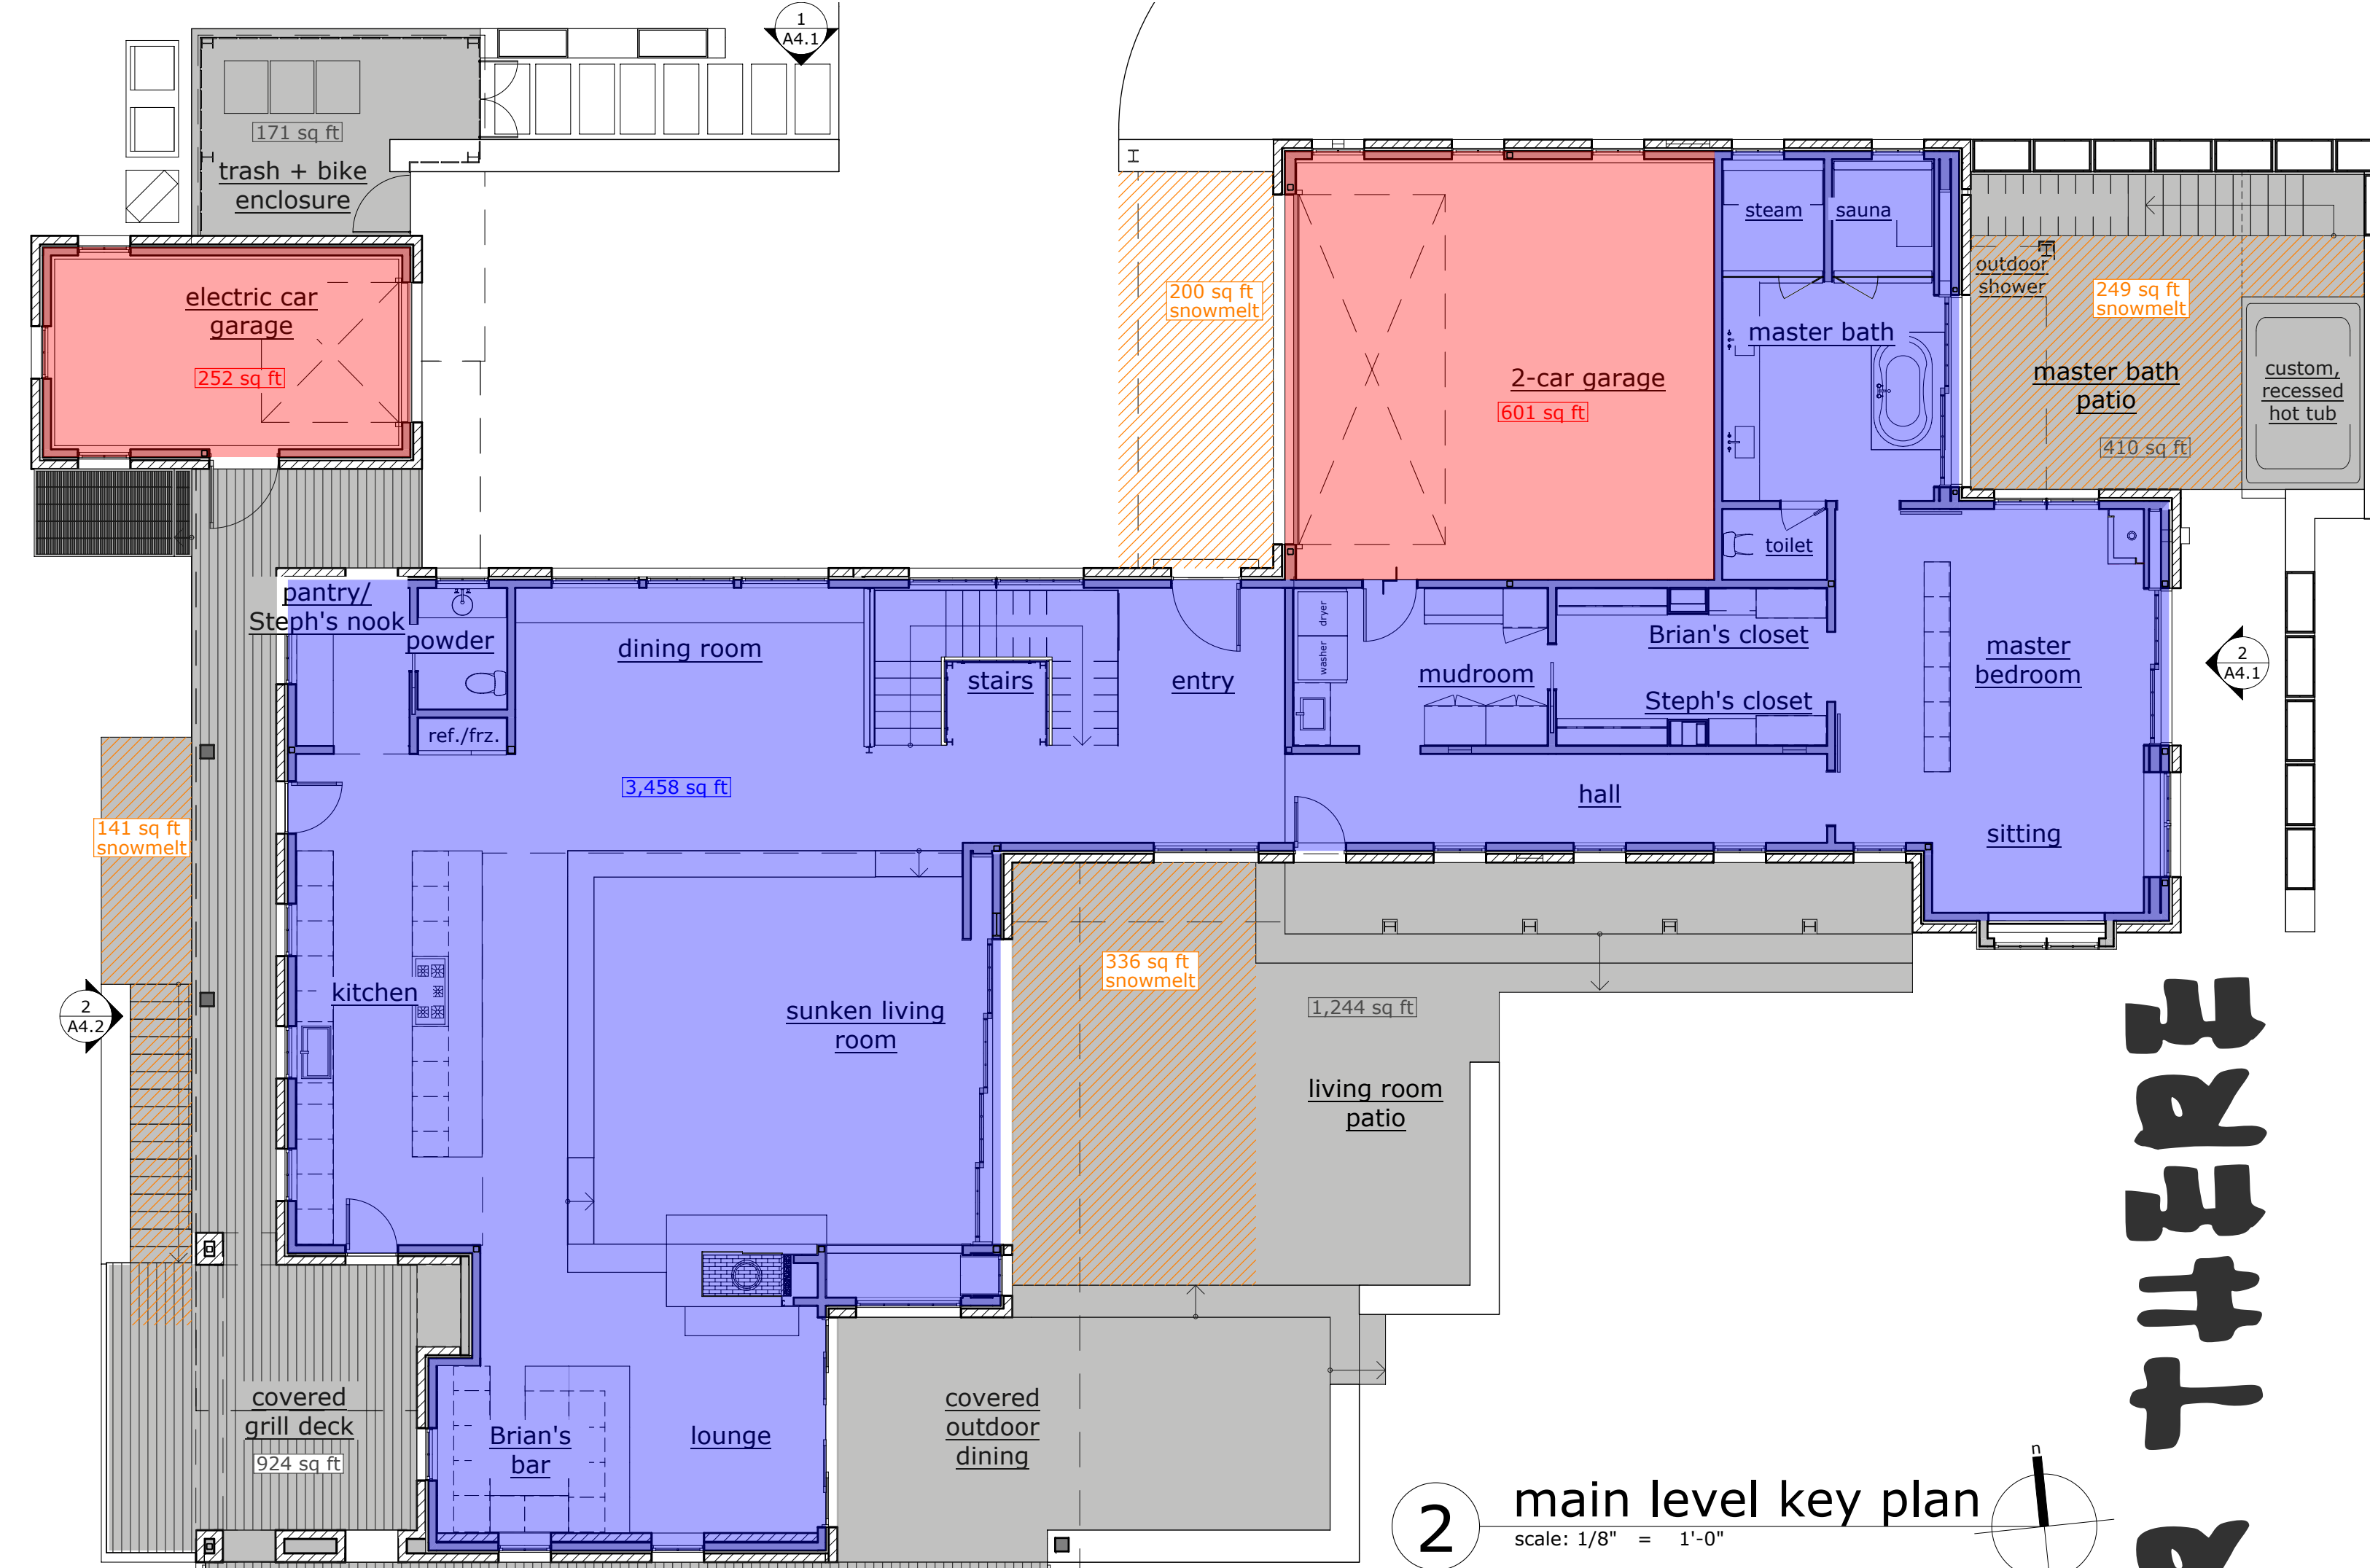 1
A4.1
171 sq ft
trash + bike
enclosure
electric car
garage
252 sq ft
200 sq ft
snowmelt
2-car garage
601 sq ft
steam
sauna
master bath
toilet
outdoor
shower
249 sq ft
snowmelt
master bath
patio
410 sq ft
custom,
recessed
hot tub
pantry/
Steph's nook
powder
ref./frz.
dining room
stairs
entry
dryer
washer
mudroom
Brian's closet
Steph's closet
master
bedroom
2
A4.1
3,458 sq ft
hall
sitting
141 sq ft
snowmelt
2
A4.2
kitchen
sunken living
room
336 sq ft
snowmelt
1,244 sq ft
living room
patio
covered
grill deck
924 sq ft
Brian's
bar
lounge
covered
outdoor
dining
2
main level key plan
scale: 1/8" = 1'-0"
n